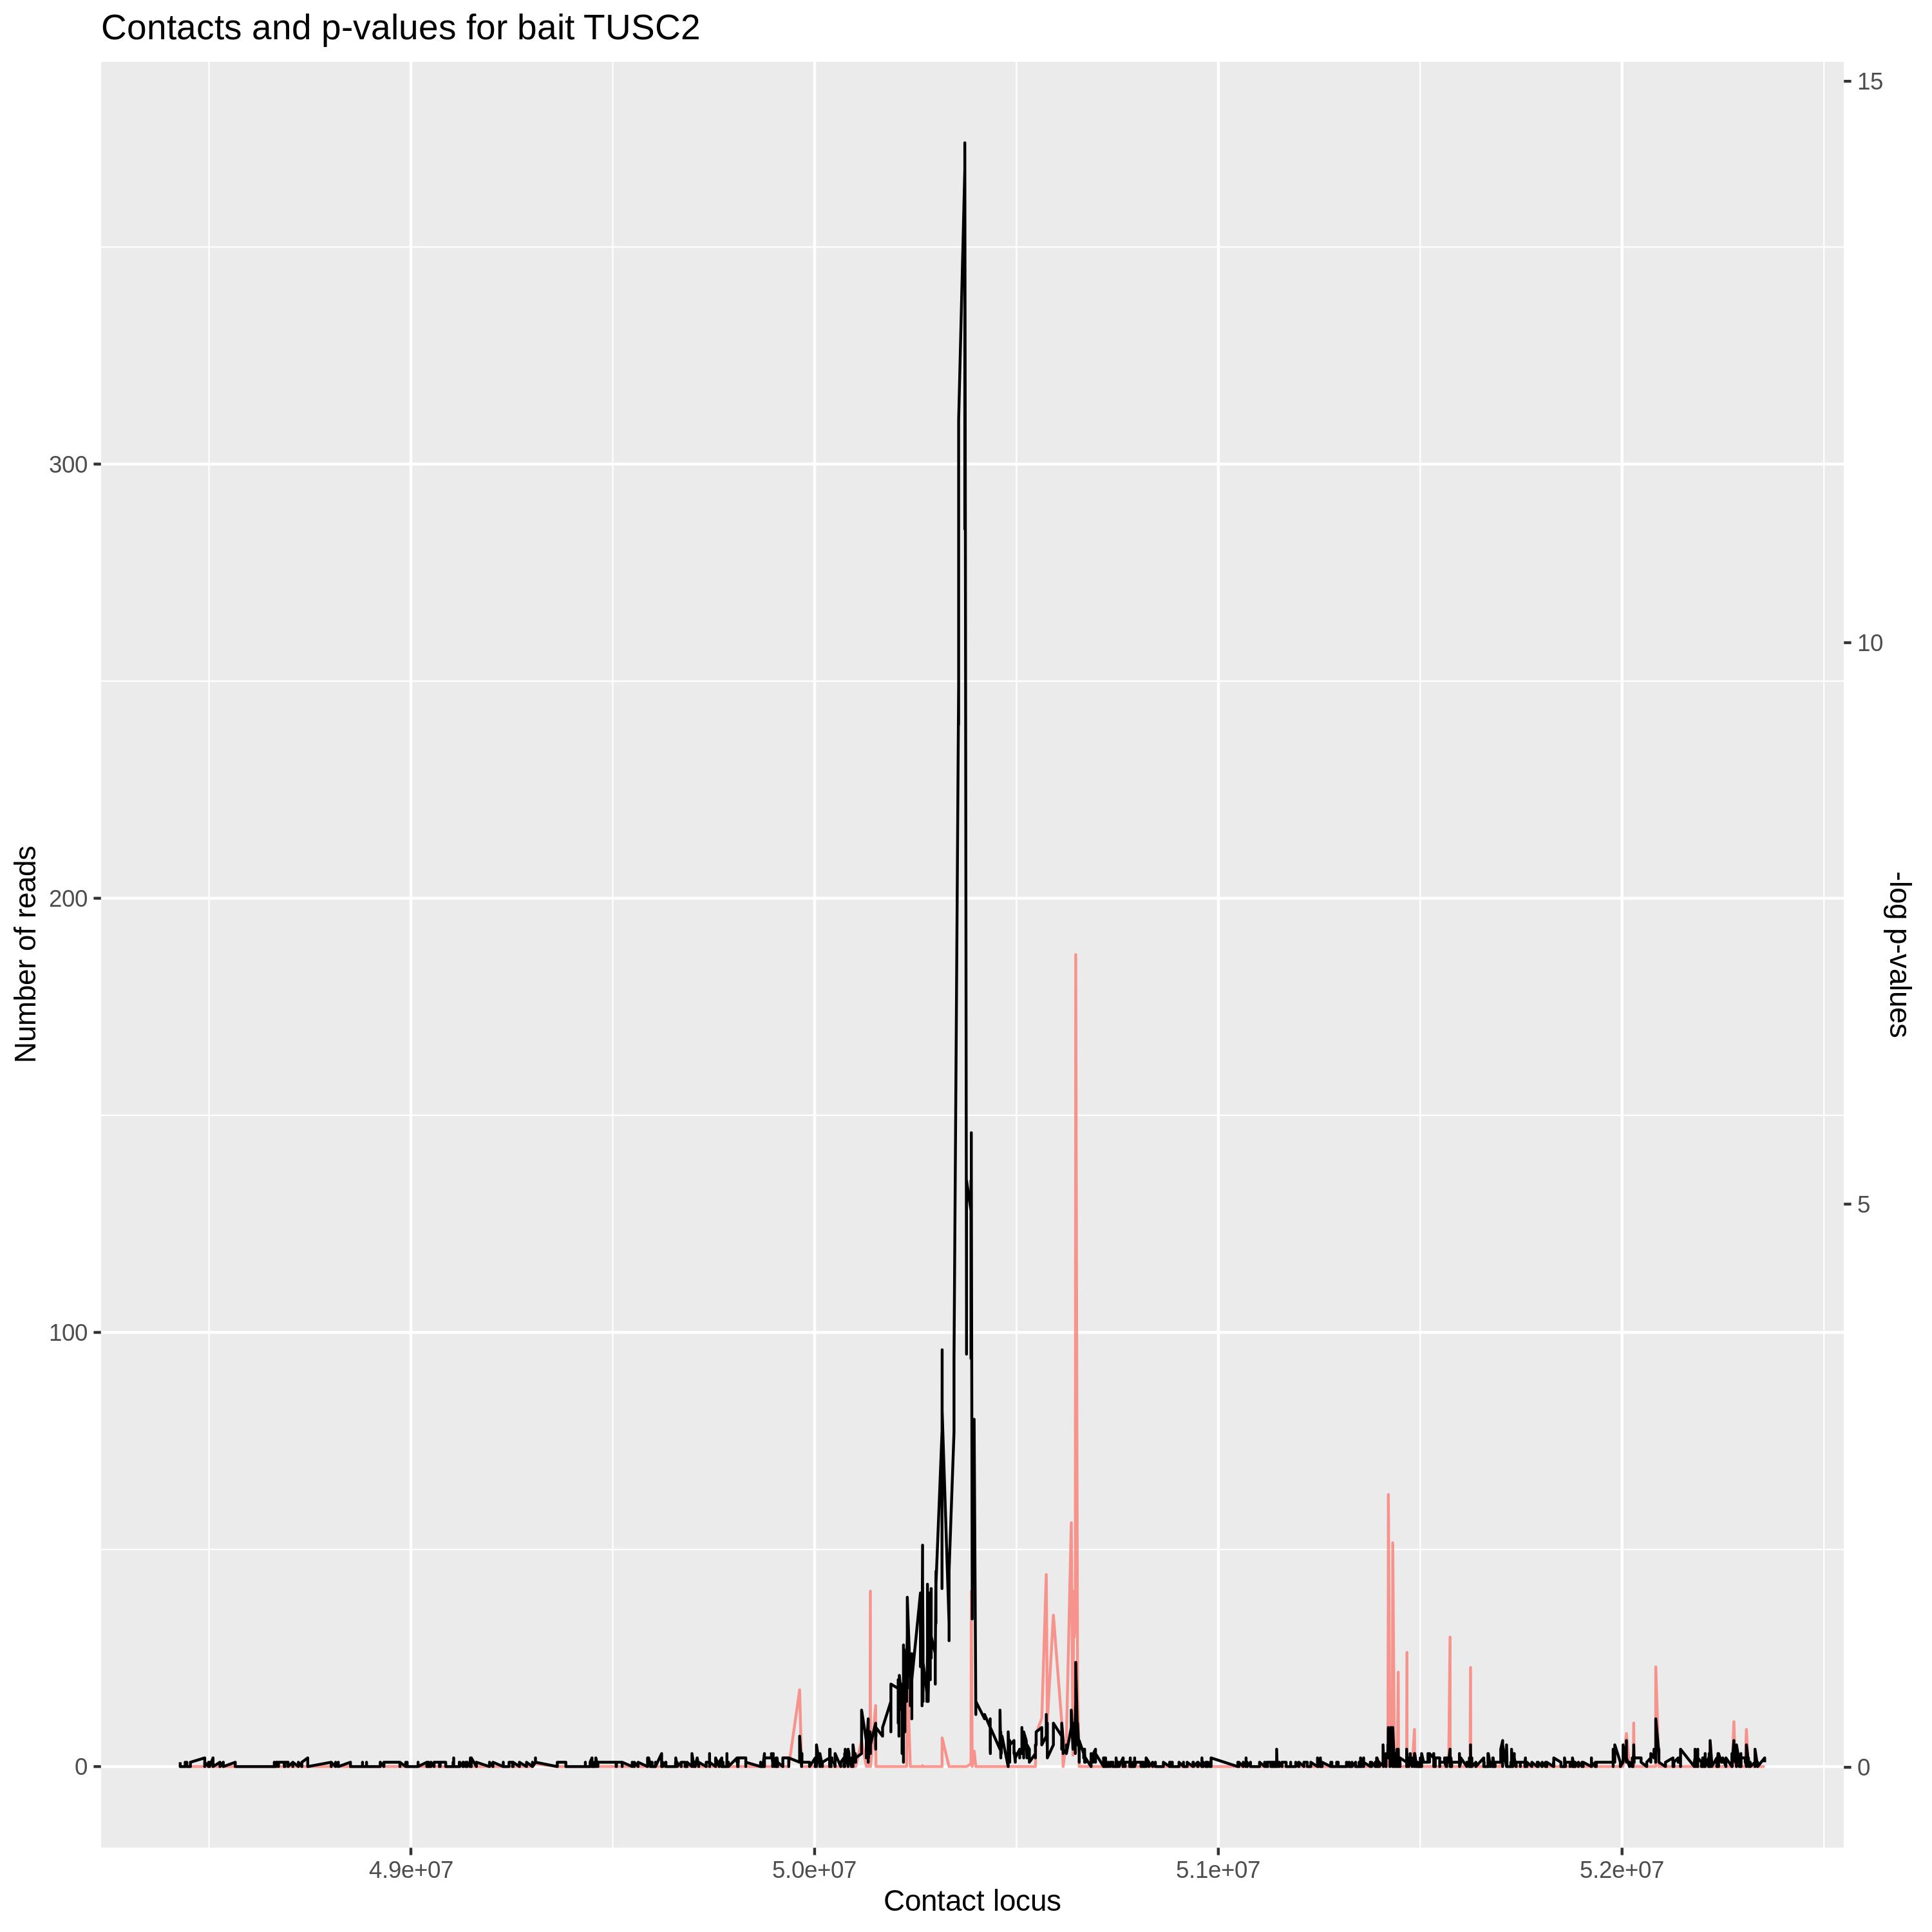 Contacts and p-values for bait TUSC2
Number of reads
300
200
100
0
15
10
5
0
-log p-values
4.9e+07
5.0e+07
5.1e+07
5.2e+07
Contact locus